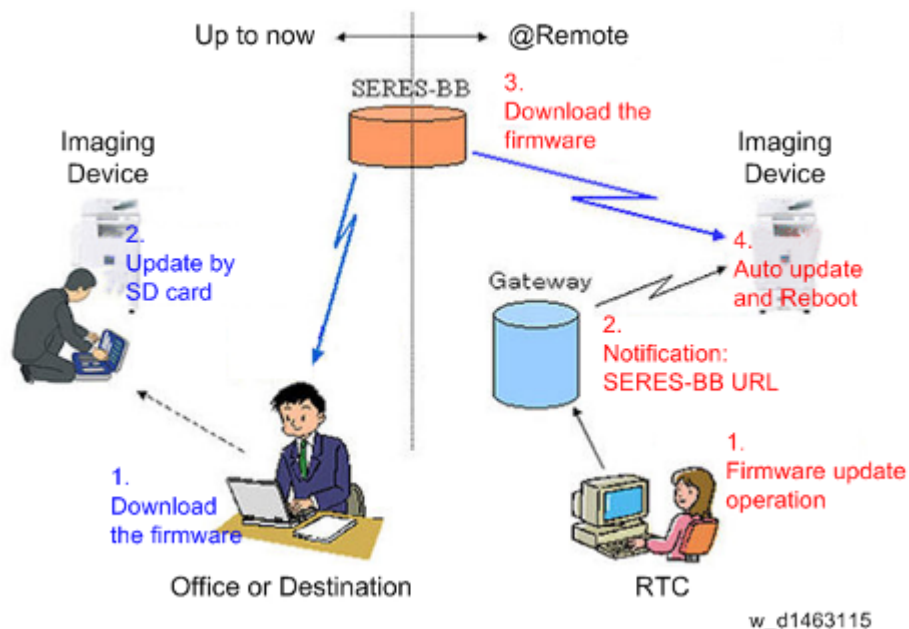 Up to now
@Remote
SERES-BB
3.
Download the
firmware
Imaging
Device
Imaging
Device
2.
Update by
SD card
4.
Auto update
and Reboot
Gateway
2.
Notification:
SERES-BB URL
1.
Download
the firmware
1.
Firmware update
operation
Office or Destination
RTC
w_d1463115